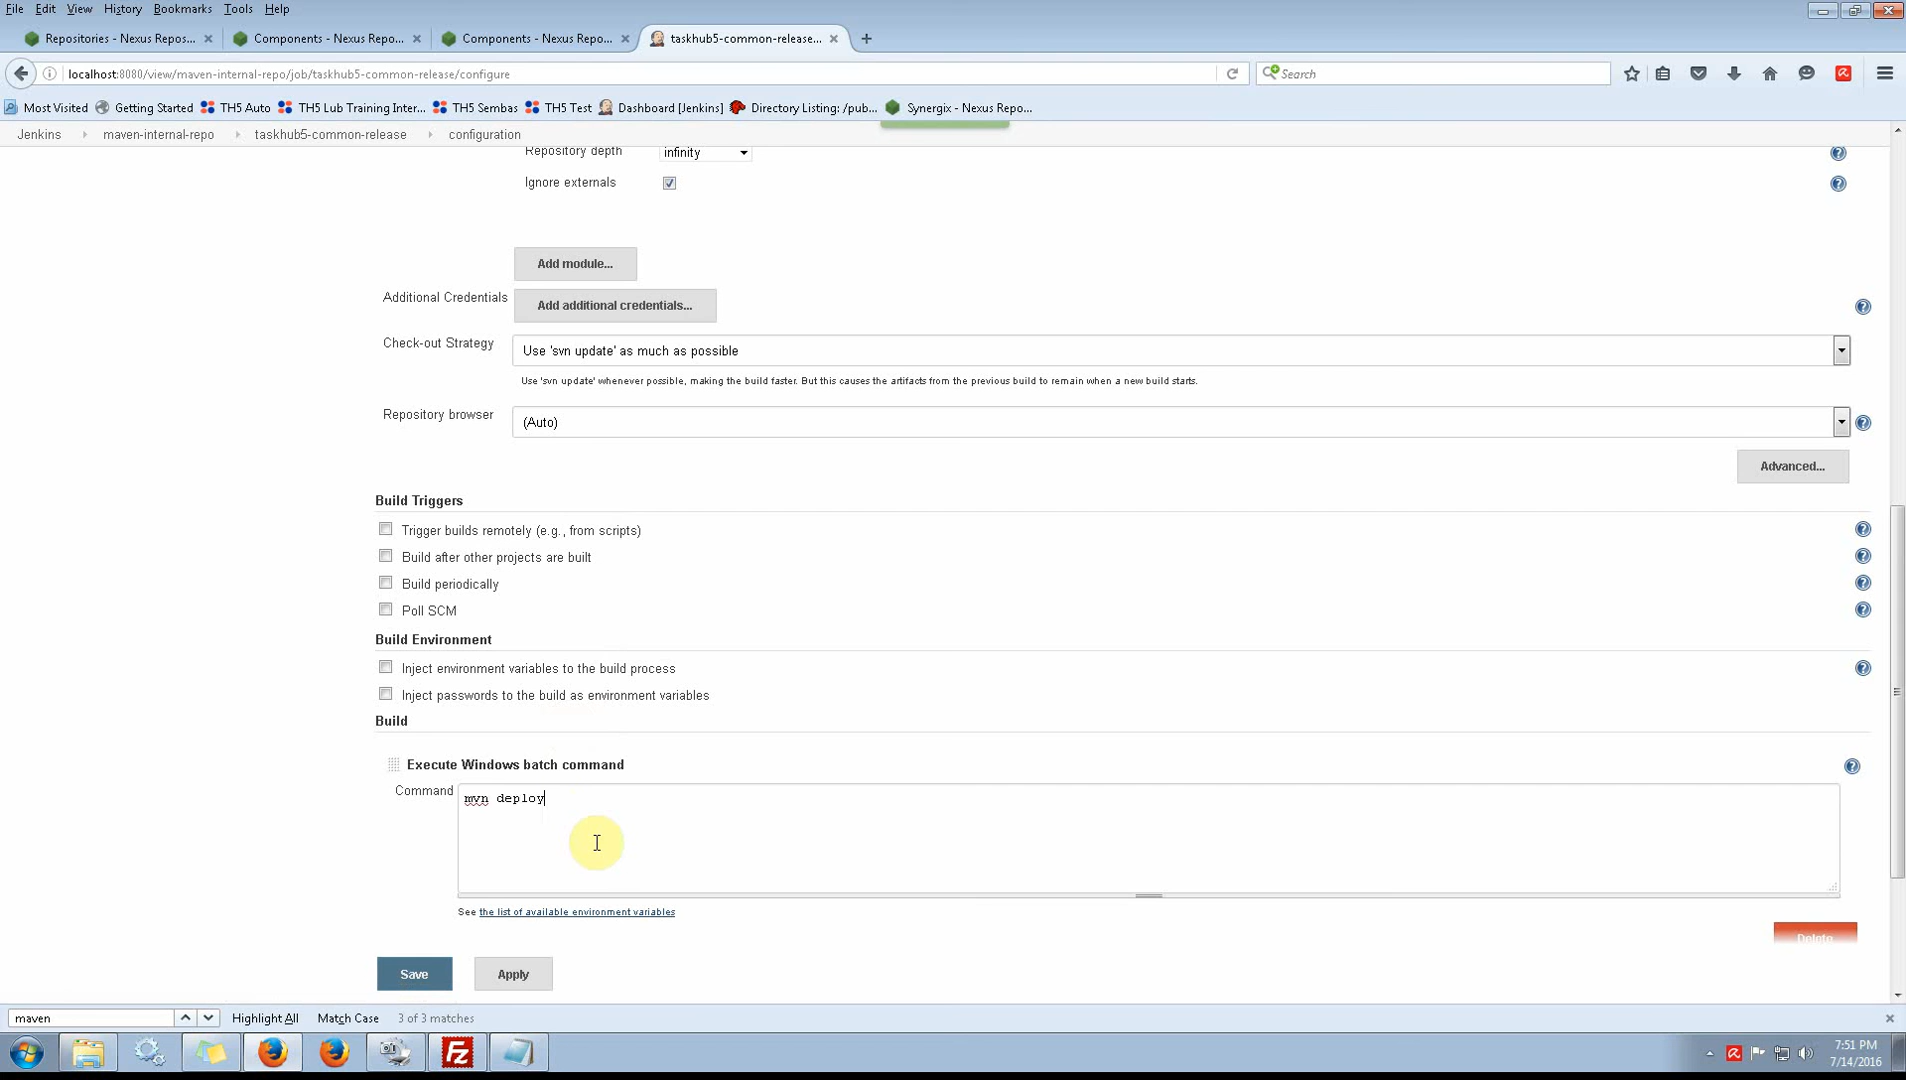 File Edit View History Bookmarks Tools Help
Repositories - Nexus Repos... × Components - Nexus Repo... × Components - Nexus Repo... × taskhub5-common-release... × +
localhost:8080/view/maven-internal-repo/job/taskhub5-common-release/configure Search
Most Visited Getting Started TH5 Auto TH5 Lub Training Inter... TH5 Sembas TH5 Test Dashboard [Jenkins] Directory Listing: /pub... Synergix - Nexus Repo...
Jenkins maven-internal-repo taskhub5-common-release configuration
Repository depth infinity
Ignore externals
Add module...
Additional Credentials Add additional credentials...
Check-out Strategy Use 'svn update' as much as possible
Use 'svn update' whenever possible, making the build faster. But this causes the artifacts from the previous build to remain when a new build starts.
Repository browser (Auto)
Advanced...
Build Triggers
Trigger builds remotely (e.g., from scripts)
Build after other projects are built
Build periodically
Poll SCM
Build Environment
Inject environment variables to the build process
Inject passwords to the build as environment variables
Build
Execute Windows batch command
Command mvn deploy
See the list of available environment variables
Delete
Save Apply
maven Highlight All Match Case 3 of 3 matches
7:51 PM
7/14/2016